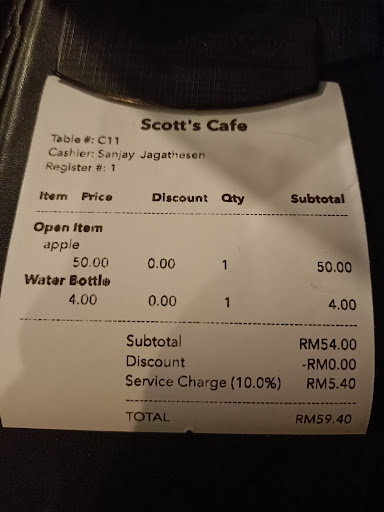 Scott's Cafe
Table #: C11
Cashier: Sanjay Jagathesen
Register #: 1
Item Price Discount Qty Subtotal
Open Item
apple
50.00 0.00 1 50.00
Water Bottle
4.00 0.00 1 4.00
Subtotal RM54.00
Discount -RM0.00
Service Charge (10.0%) RM5.40
TOTAL RM59.40